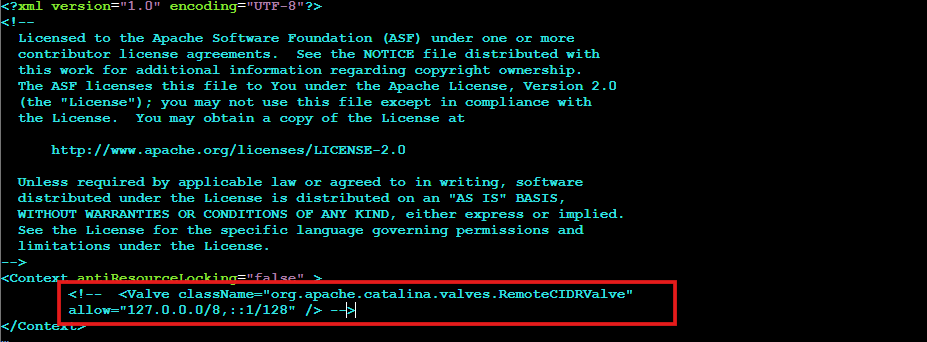 <?xml version="1.0" encoding="UTF-8"?>
<!--
  Licensed to the Apache Software Foundation (ASF) under one or more
  contributor license agreements.  See the NOTICE file distributed with
  this work for additional information regarding copyright ownership.
  The ASF licenses this file to You under the Apache License, Version 2.0
  (the "License"); you may not use this file except in compliance with
  the License.  You may obtain a copy of the License at

      http://www.apache.org/licenses/LICENSE-2.0

  Unless required by applicable law or agreed to in writing, software
  distributed under the License is distributed on an "AS IS" BASIS,
  WITHOUT WARRANTIES OR CONDITIONS OF ANY KIND, either express or implied.
  See the License for the specific language governing permissions and
  limitations under the License.
-->
<Context antiResourceLocking="false" >
        <!--  <Valve className="org.apache.catalina.valves.RemoteCIDRValve"
        allow="127.0.0.0/8,::1/128" /> -->
</Context>